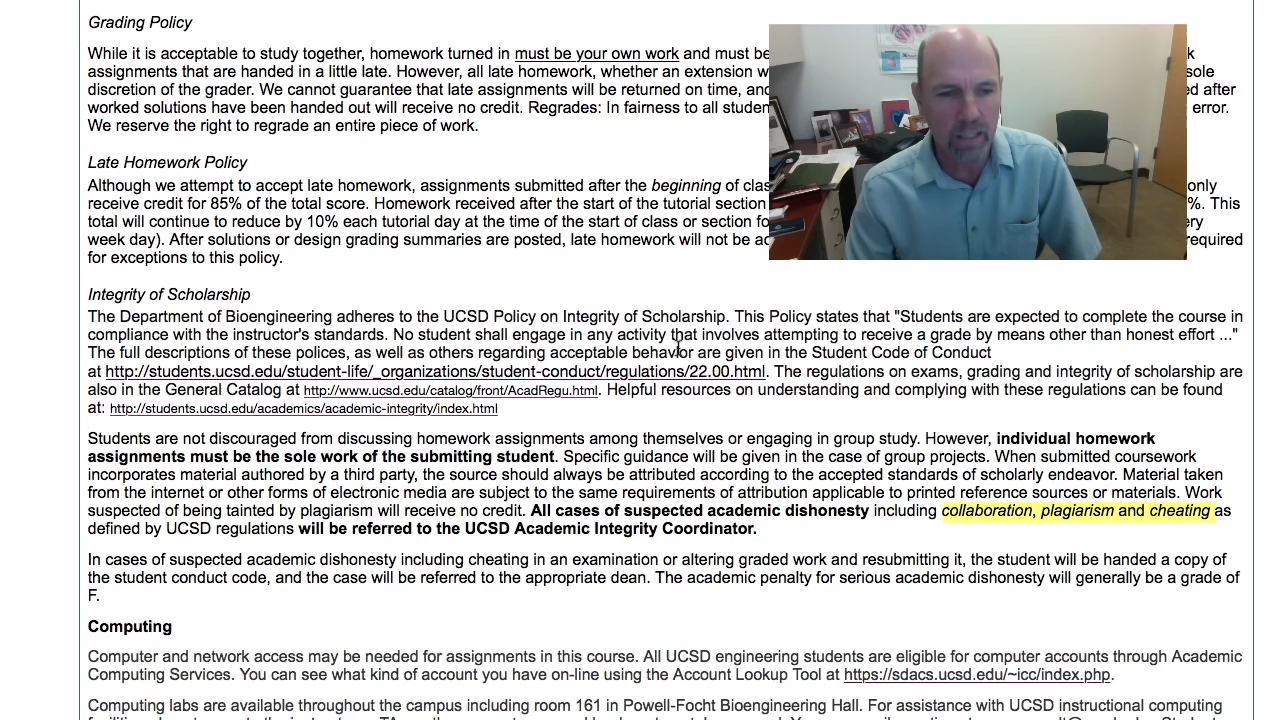 Grading Policy
While it is acceptable to study together, homework turned in must be your own work and must be k
assignments that are handed in a little late. However, all late homework, whether an extension w sole
discretion of the grader. We cannot guarantee that late assignments will be returned on time, and ed after
worked solutions have been handed out will receive no credit. Regrades: In fairness to all studen error.
We reserve the right to regrade an entire piece of work.
Late Homework Policy
Although we attempt to accept late homework, assignments submitted after the beginning of clas only
receive credit for 85% of the total score. Homework received after the start of the tutorial section %. This
total will continue to reduce by 10% each tutorial day at the time of the start of class or section fo ery
week day). After solutions or design grading summaries are posted, late homework will not be ac required
for exceptions to this policy.
Integrity of Scholarship
The Department of Bioengineering adheres to the UCSD Policy on Integrity of Scholarship. This Policy states that "Students are expected to complete the course in
compliance with the instructor's standards. No student shall engage in any activity that involves attempting to receive a grade by means other than honest effort ..."
The full descriptions of these polices, as well as others regarding acceptable behavior are given in the Student Code of Conduct
at http://students.ucsd.edu/student-life/_organizations/student-conduct/regulations/22.00.html. The regulations on exams, grading and integrity of scholarship are
also in the General Catalog at http://www.ucsd.edu/catalog/front/AcadRegu.html. Helpful resources on understanding and complying with these regulations can be found
at: http://students.ucsd.edu/academics/academic-integrity/index.html
Students are not discouraged from discussing homework assignments among themselves or engaging in group study. However, individual homework
assignments must be the sole work of the submitting student. Specific guidance will be given in the case of group projects. When submitted coursework
incorporates material authored by a third party, the source should always be attributed according to the accepted standards of scholarly endeavor. Material taken
from the internet or other forms of electronic media are subject to the same requirements of attribution applicable to printed reference sources or materials. Work
suspected of being tainted by plagiarism will receive no credit. All cases of suspected academic dishonesty including collaboration, plagiarism and cheating as
defined by UCSD regulations will be referred to the UCSD Academic Integrity Coordinator.
In cases of suspected academic dishonesty including cheating in an examination or altering graded work and resubmitting it, the student will be handed a copy of
the student conduct code, and the case will be referred to the appropriate dean. The academic penalty for serious academic dishonesty will generally be a grade of
F.
Computing
Computer and network access may be needed for assignments in this course. All UCSD engineering students are eligible for computer accounts through Academic
Computing Services. You can see what kind of account you have on-line using the Account Lookup Tool at https://sdacs.ucsd.edu/~icc/index.php.
Computing labs are available throughout the campus including room 161 in Powell-Focht Bioengineering Hall. For assistance with UCSD instructional computing